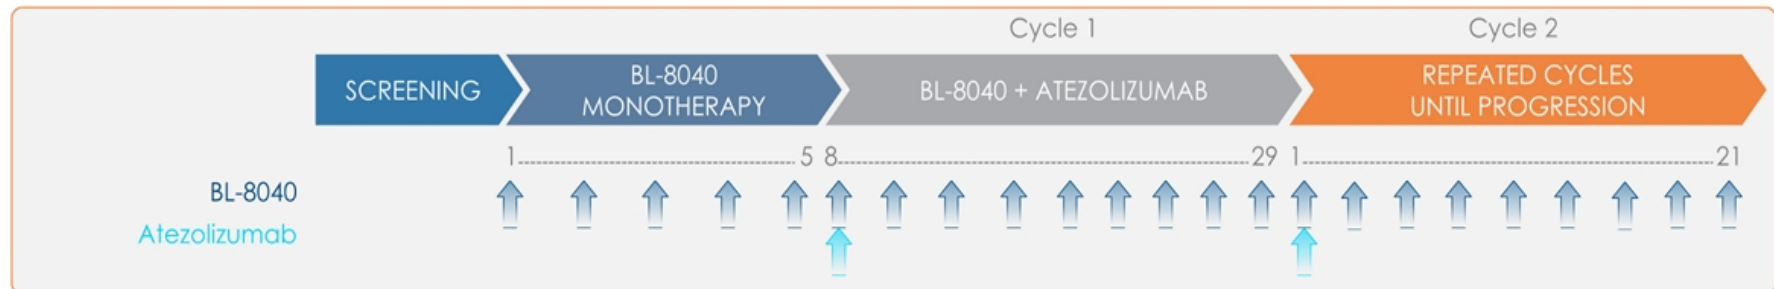 Cycle 1
Cycle 2
SCREENING
BL-8040
MONOTHERAPY
BL-8040 + ATEZOLIZUMAB
REPEATED CYCLES
UNTIL PROGRESSION
1 5 8 29 1 21
BL-8040
Atezolizumab